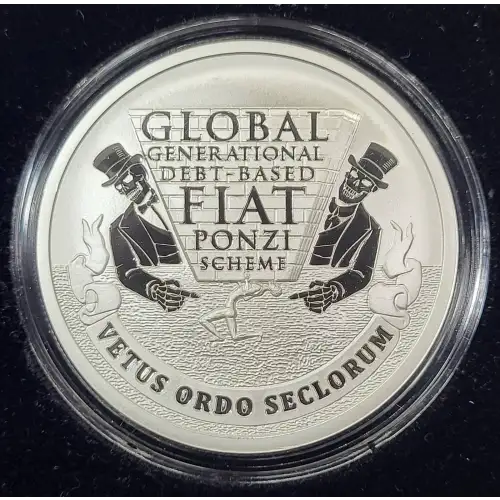 GLOBAL
GENERATIONAL
DEBT-BASED
FIAT
PONZI
SCHEME
VETUS ORDO SECLORUM